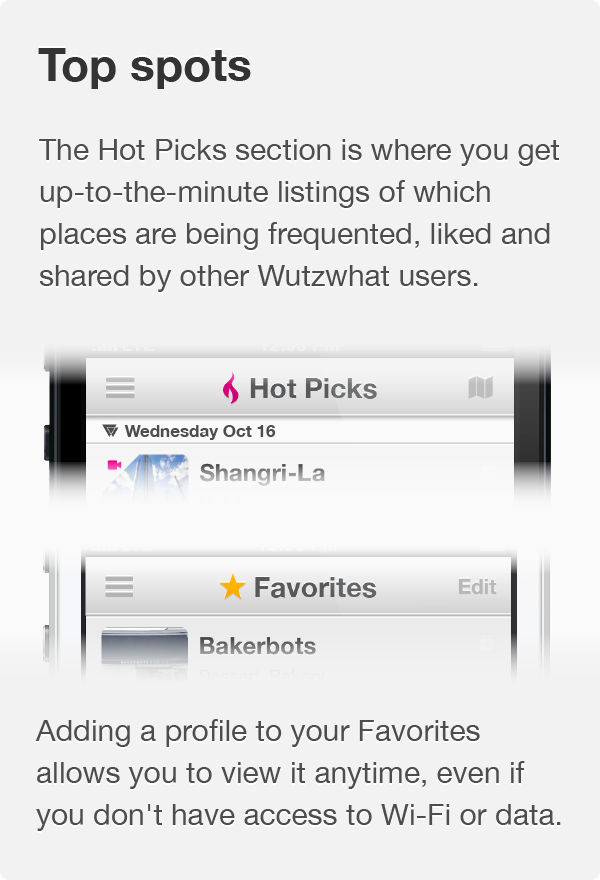 Top spots
The Hot Picks section is where you get
up-to-the-minute listings of which
places are being frequented, liked and
shared by other Wutzwhat users.
Hot Picks
Wednesday Oct 16
Shangri-La
Favorites
Edit
Bakerbots
Adding a profile to your Favorites
allows you to view it anytime, even if
you don't have access to Wi-Fi or data.